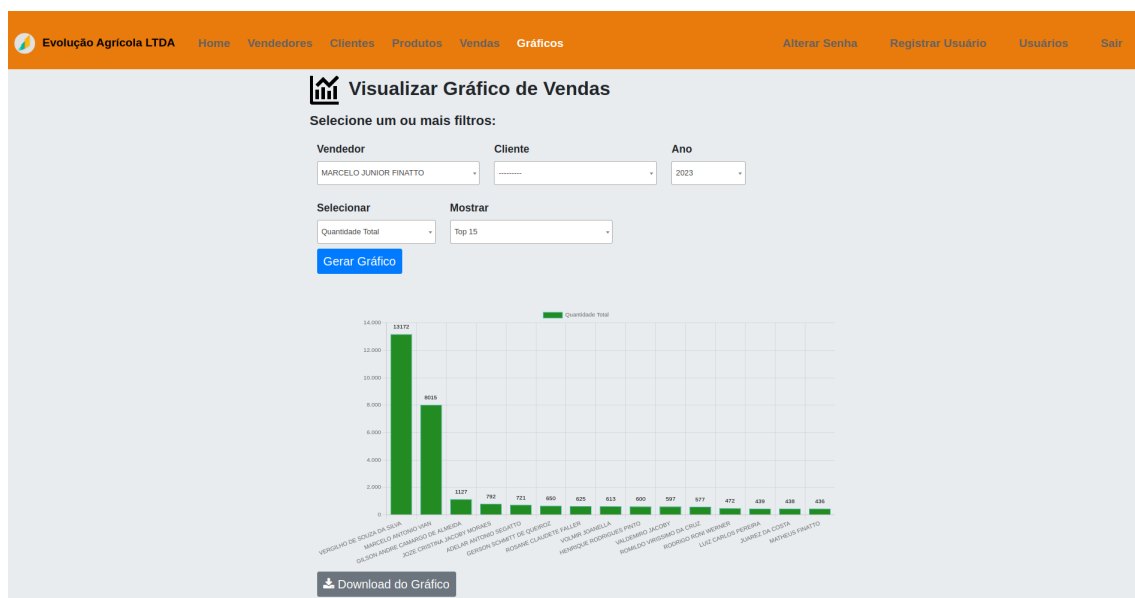 Evolução Agrícola LTDA Home Vendedores Clientes Produtos Vendas Gráficos Alterar Senha Registrar Usuário Usuários Sair
Visualizar Gráfico de Vendas
Selecione um ou mais filtros:
Vendedor Cliente Ano
MARCELO JUNIOR FINATTO --------- 2023
Selecionar Mostrar
Quantidade Total Top 15
Gerar Gráfico
Quantidade Total
14.000
12.000
10.000
8.000
6.000
4.000
2.000
0
13172 8015 1127 792 721 650 625 613 600 597 577 472 439 438 436
VERGILHO DE SOUZA DA SILVA
MARCELO ANTONIO VIAN
GILSON ANDRE CAMARGO DE ALMEIDA
JOZE CRISTINA JACOBY MORAES
ADELAR ANTONIO SEGATTO
GERSON SCHMITT DE QUEIROZ
ROSANE CLAUDETE FALLER
VOLMIR JOANELLA
HENRIQUE RODRIGUES PINTO
VALDEMIRO JACOBY
ROMILDO VIRISSIMO DA CRUZ
RODRIGO RONI WERNER
LUIZ CARLOS PEREIRA
JUAREZ DA COSTA
MATHEUS FINATTO
Download do Gráfico